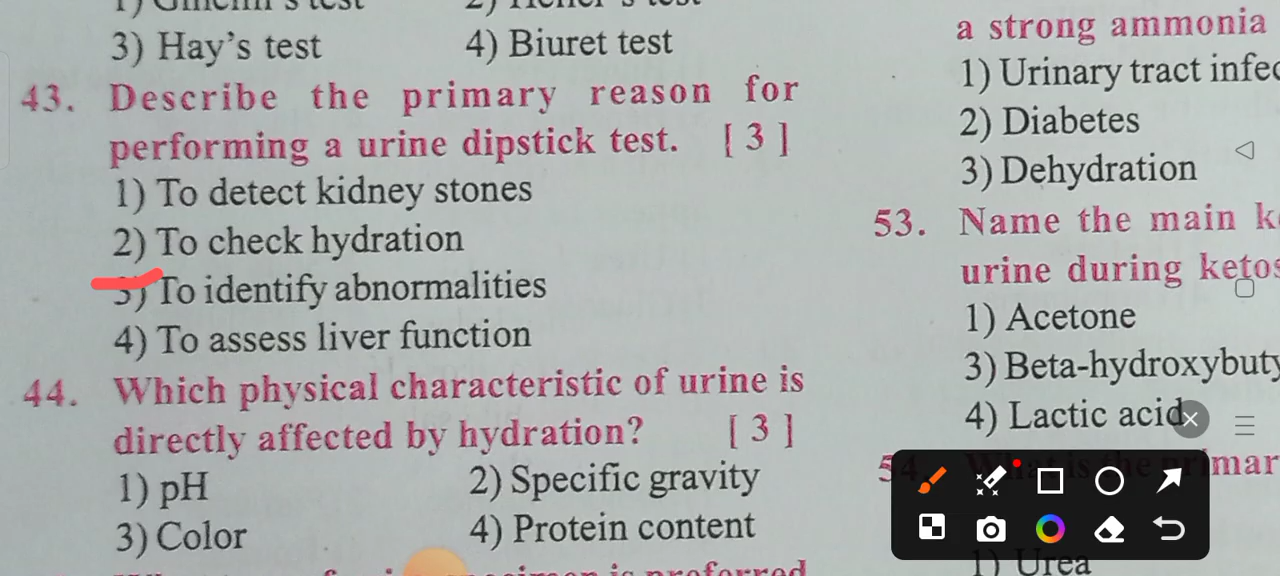 3) Hay's test 4) Biuret test
43. Describe the primary reason for
performing a urine dipstick test. [ 3 ]
1) To detect kidney stones
2) To check hydration
3) To identify abnormalities
4) To assess liver function
44. Which physical characteristic of urine is
directly affected by hydration? [ 3 ]
1) pH 2) Specific gravity
3) Color 4) Protein content
a strong ammonia
1) Urinary tract
2) Diabetes
3) Dehydration
53. Name the main
urine during
1) Acetone
3)
4) Lactic acid
1) Urea